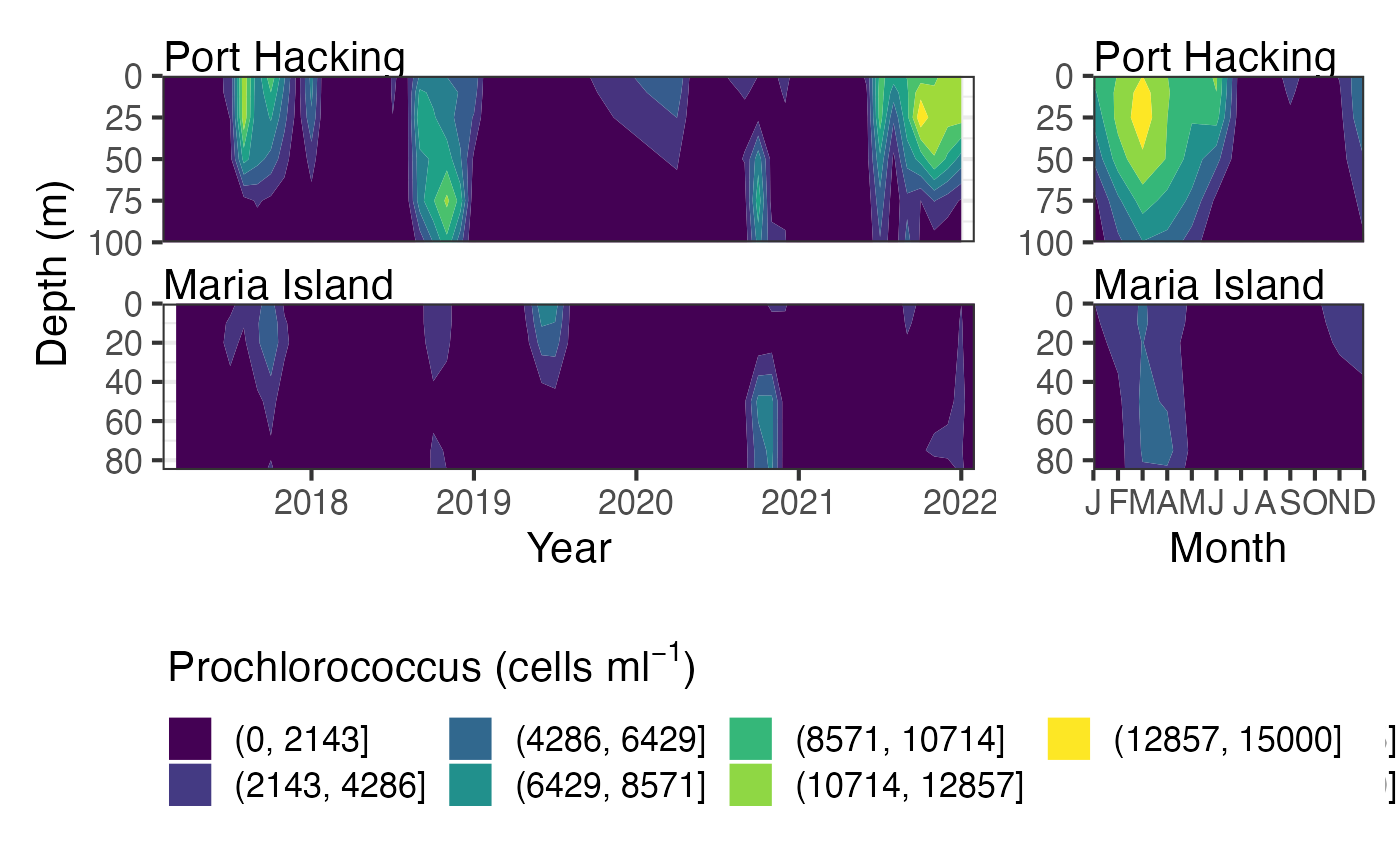 Port Hacking
Port Hacking
0
25
50
75
100
0
25
50
75
100
Depth (m)
Maria Island
Maria Island
0
20
40
60
80
0
20
40
60
80
2018 2019 2020 2021 2022
J FMAMJ J A SOND
Year
Month
Prochlorococcus (cells ml⁻¹)
(0, 2143] (4286, 6429] (8571, 10714] (12857, 15000] ]
(2143, 4286] (6429, 8571] (10714, 12857] ]